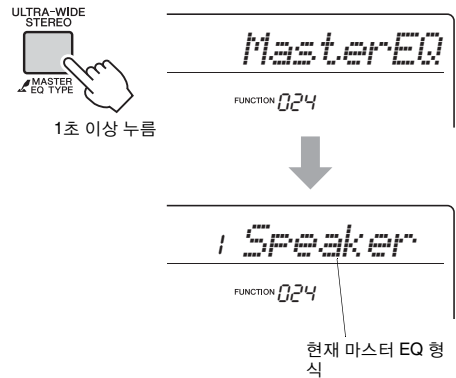 ULTRA-WIDE
STEREO
MASTER
EQ TYPE
1초 이상 누름
MasterEQ
FUNCTION 024
1 Speaker
FUNCTION 024
현재 마스터 EQ 형
식